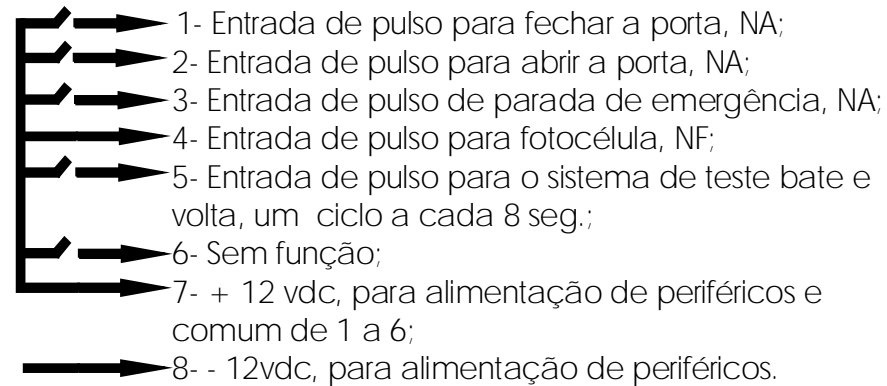 1- Entrada de pulso para fechar a porta, NA;
2- Entrada de pulso para abrir a porta, NA;
3- Entrada de pulso de parada de emergência, NA;
4- Entrada de pulso para fotocélula, NF;
5- Entrada de pulso para o sistema de teste bate e
volta, um ciclo a cada 8 seg.;
6- Sem função;
7- + 12 vdc, para alimentação de periféricos e
comum de 1 a 6;
8- - 12vdc, para alimentação de periféricos.